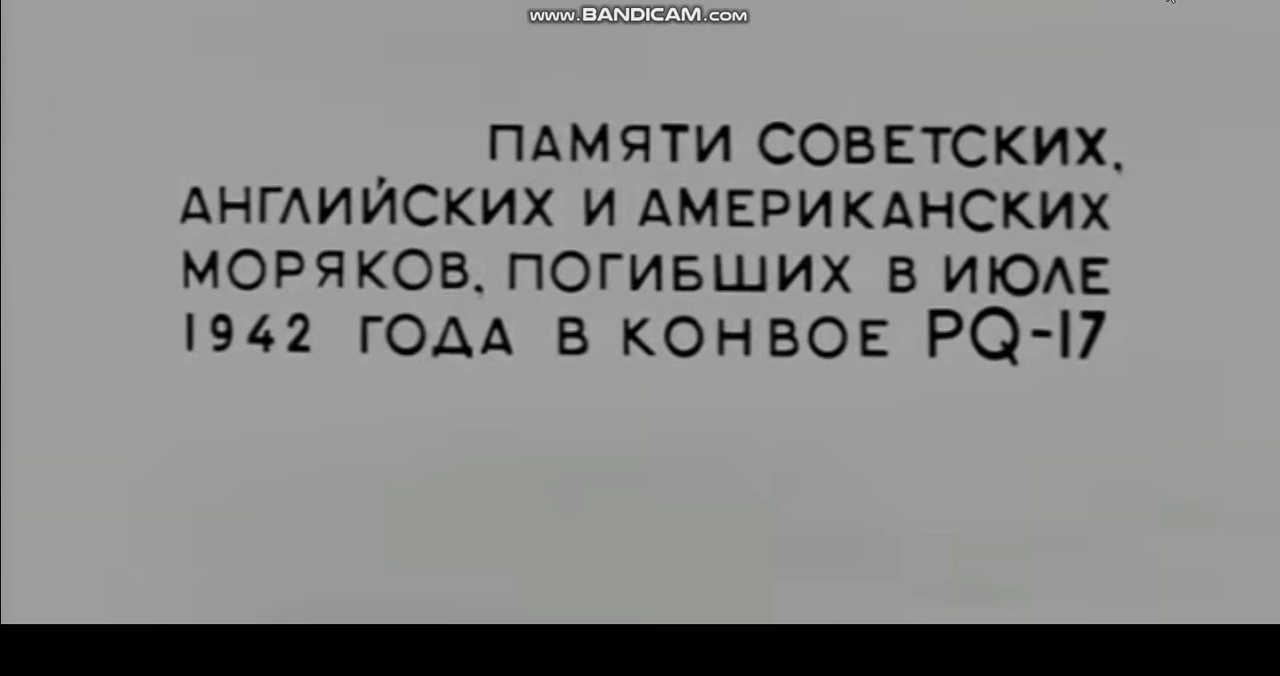 www.BANDICAM.com
ПАМЯТИ СОВЕТСКИХ,
АНГЛИЙСКИХ И АМЕРИКАНСКИХ
МОРЯКОВ, ПОГИБШИХ В ИЮЛЕ
1942 ГОДА В КОНВОЕ PQ-17